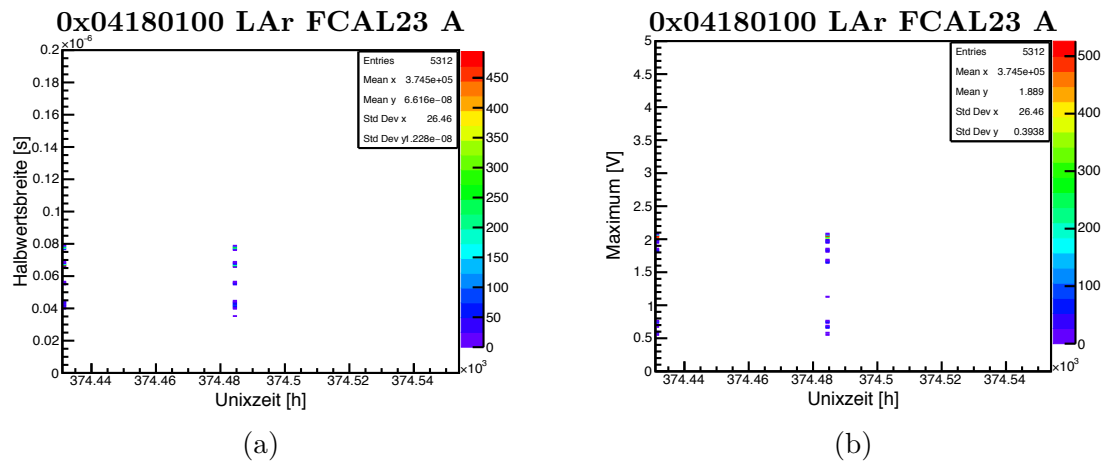 0x04180100 LAr FCAL23 A
×10⁻⁶
0.2
0.18
0.16
0.14
0.12
0.1
0.08
0.06
0.04
0.02
0
Halbwertsbreite [s]
Entries 5312
Mean x 3.745e+05
Mean y 6.616e−08
Std Dev x 26.46
Std Dev y 1.228e−08
450
400
350
300
250
200
150
100
50
0
374.44 374.46 374.48 374.5 374.52 374.54
×10³
Unixzeit [h]
(a)
0x04180100 LAr FCAL23 A
5
4.5
4
3.5
3
2.5
2
1.5
1
0.5
0
Maximum [V]
Entries 5312
Mean x 3.745e+05
Mean y 1.889
Std Dev x 26.46
Std Dev y 0.3938
500
400
300
200
100
0
374.44 374.46 374.48 374.5 374.52 374.54
×10³
Unixzeit [h]
(b)